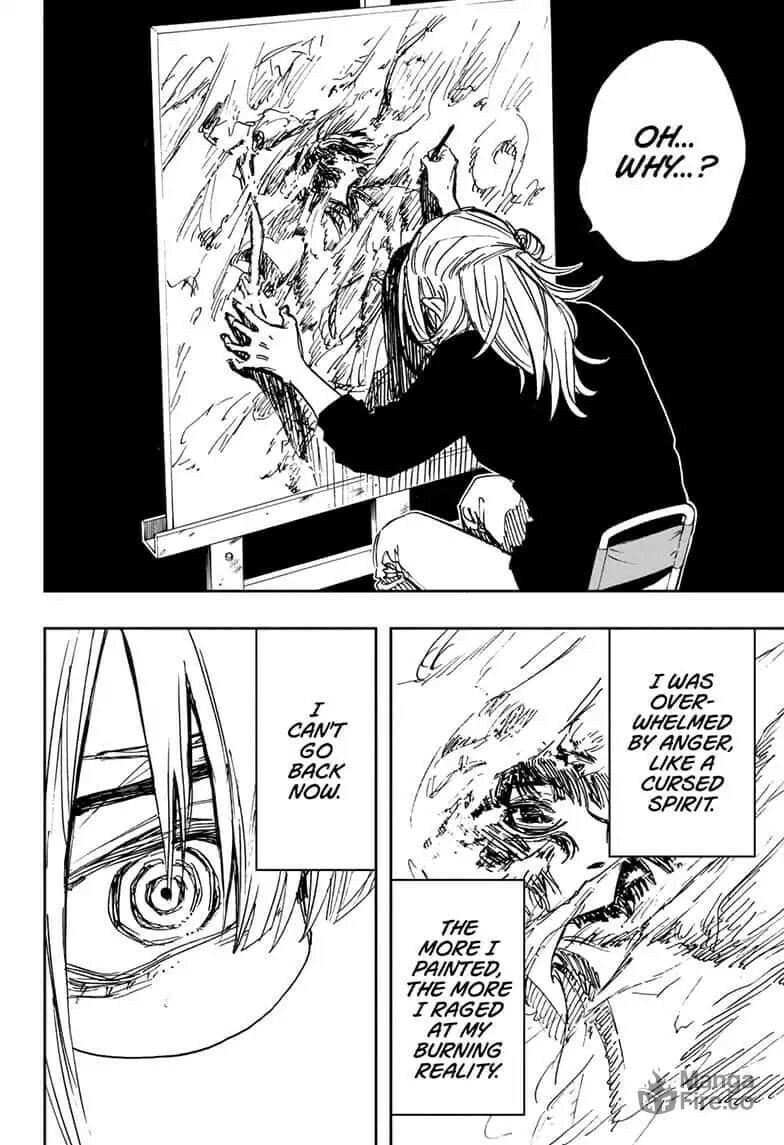 OH...
WHY...?
I WAS
OVER-
WHELMED
BY ANGER,
LIKE A
CURSED
SPIRIT.
THE
MORE I
PAINTED,
THE MORE
I RAGED
AT MY
BURNING
REALITY.
I
CAN'T
GO
BACK
NOW.
Manga
Fire.to